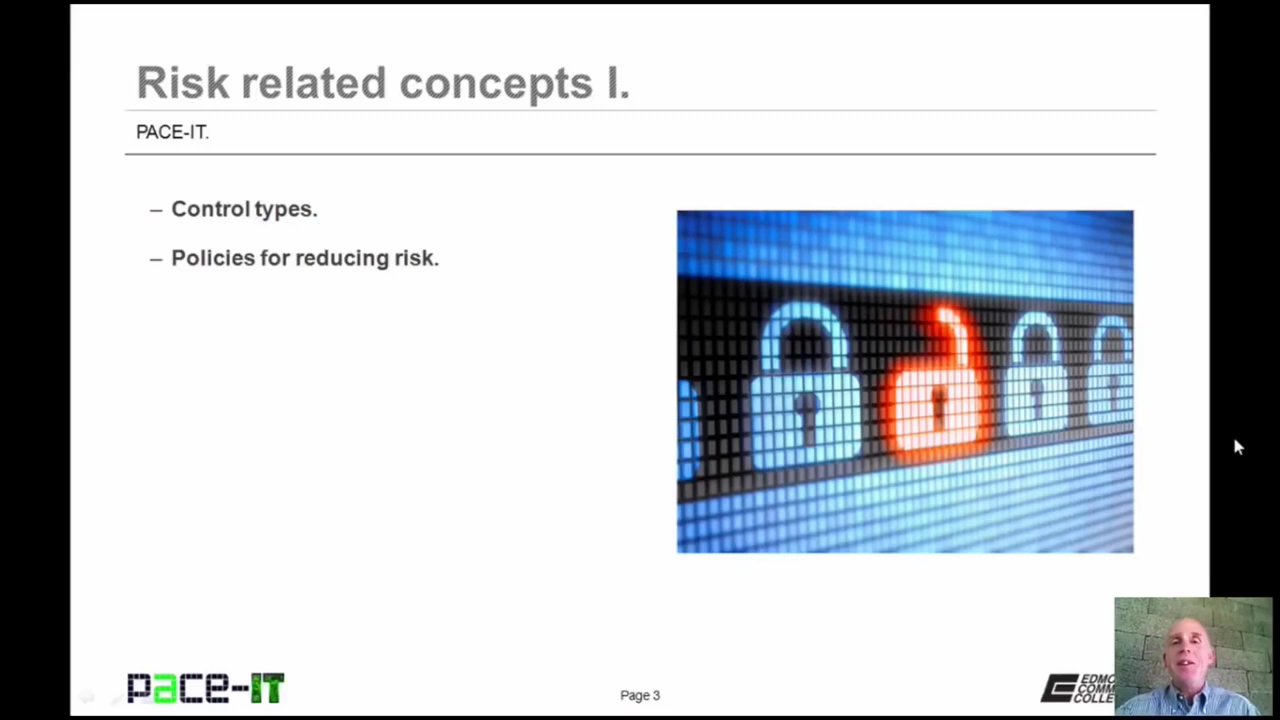 Risk related concepts I.
PACE-IT.
– Control types.
– Policies for reducing risk.
pace-IT
Page 3